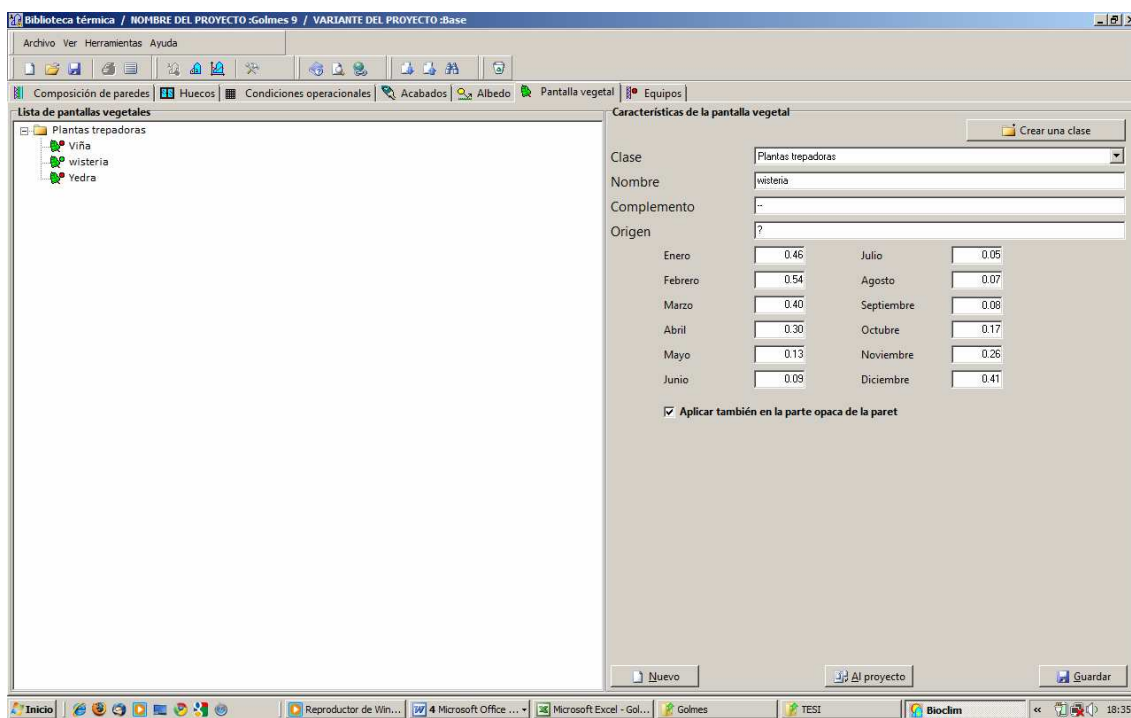 Biblioteca térmica / NOMBRE DEL PROYECTO :Golmes 9 / VARIANTE DEL PROYECTO :Base
Archivo Ver Herramientas Ayuda
Composición de paredes Huecos Condiciones operacionales Acabados Albedo Pantalla vegetal Equipos
Lista de pantallas vegetales
Plantas trepadoras
Viña
wisteria
Yedra
Características de la pantalla vegetal
Crear una clase
Clase Plantas trepadoras
Nombre wisteria
Complemento --
Origen ?
Enero 0.46 Julio 0.05
Febrero 0.54 Agosto 0.07
Marzo 0.40 Septiembre 0.08
Abril 0.30 Octubre 0.17
Mayo 0.13 Noviembre 0.26
Junio 0.09 Diciembre 0.41
Aplicar también en la parte opaca de la paret
Nuevo Al proyecto Guardar
Inicio Reproductor de Win... 4 Microsoft Office ... Microsoft Excel - Gol... Golmes TESI Bioclim « 18:35